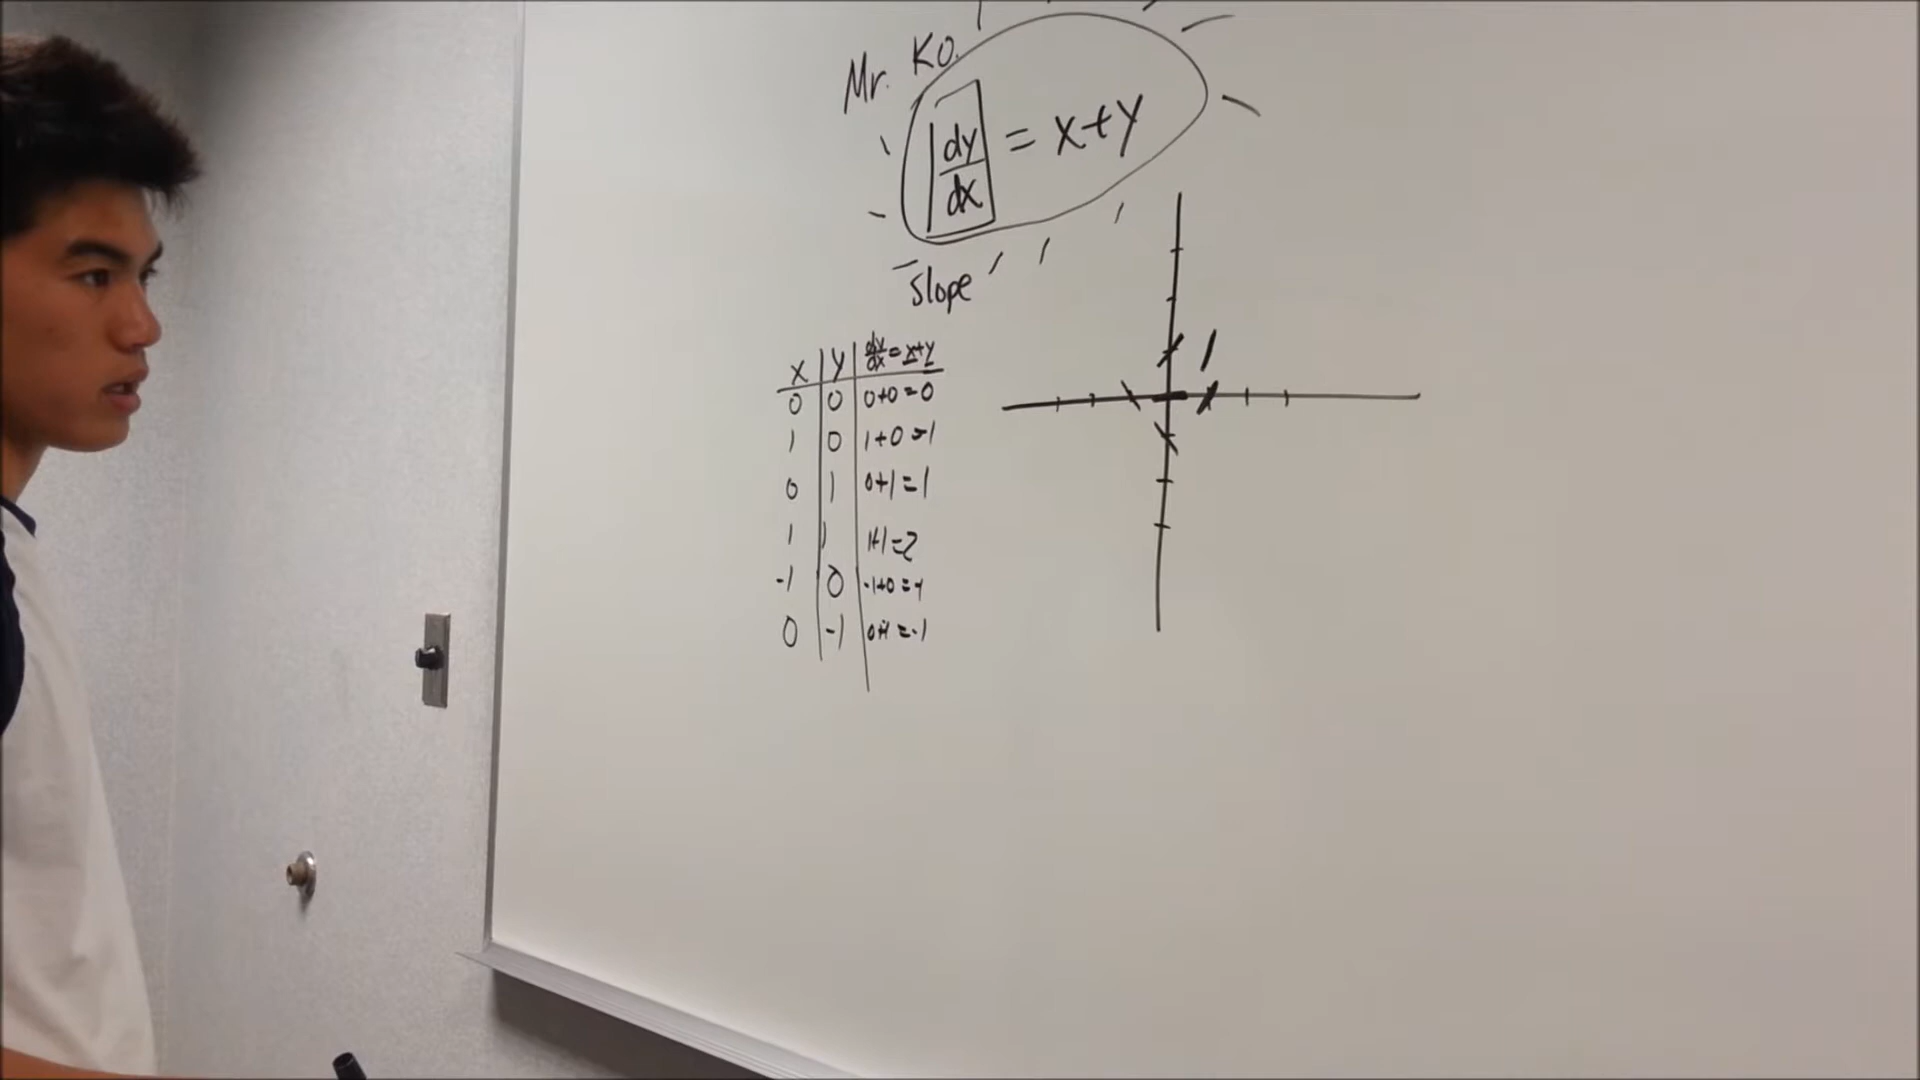 Mr. Ko.
dy/dx = x+y
slope
x y dy/dx = x+y
0 0 0+0=0
1 0 1+0=1
0 1 0+1=1
1 1 1+1=2
-1 0 -1+0=-1
0 -1 0+-1=-1